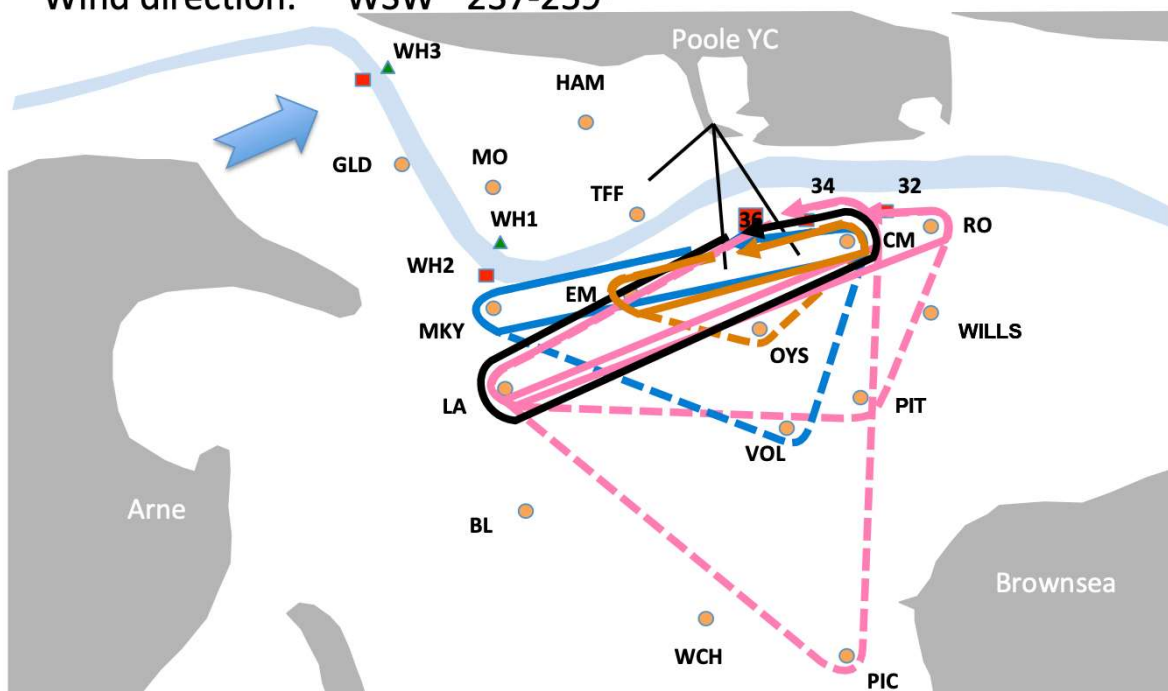 Wind direction: WSW 237-259
Poole YC
WH3
HAM
GLD
MO
TFF
34
32
WH1
36
RO
CM
WH2
EM
MKY
WILLS
OYS
LA
PIT
VOL
Arne
BL
Brownsea
WCH
PIC